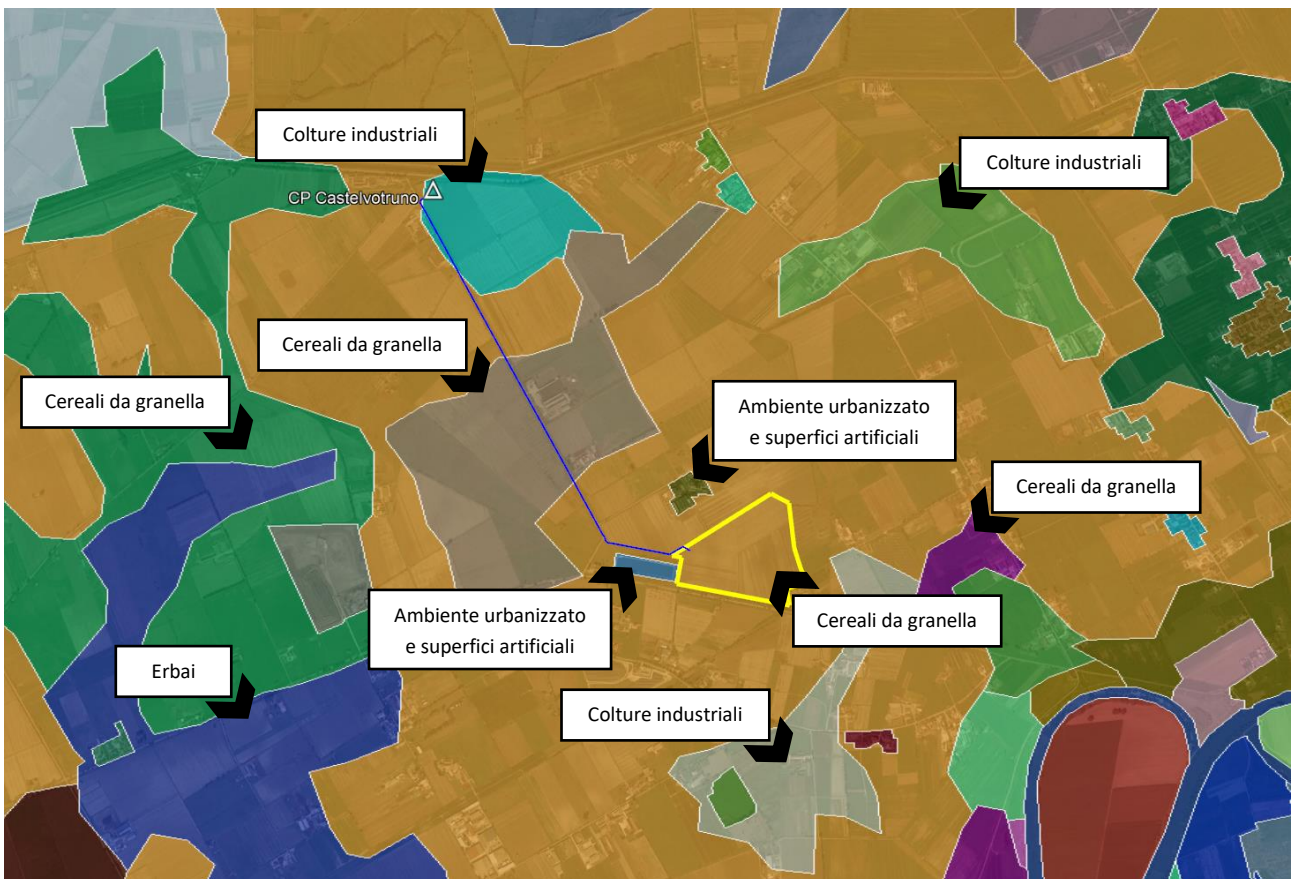 Colture industriali
Colture industriali
CP Castelvotruno
Cereali da granella
Cereali da granella
Ambiente urbanizzato
e superfici artificiali
Cereali da granella
Ambiente urbanizzato
e superfici artificiali
Cereali da granella
Erbai
Colture industriali